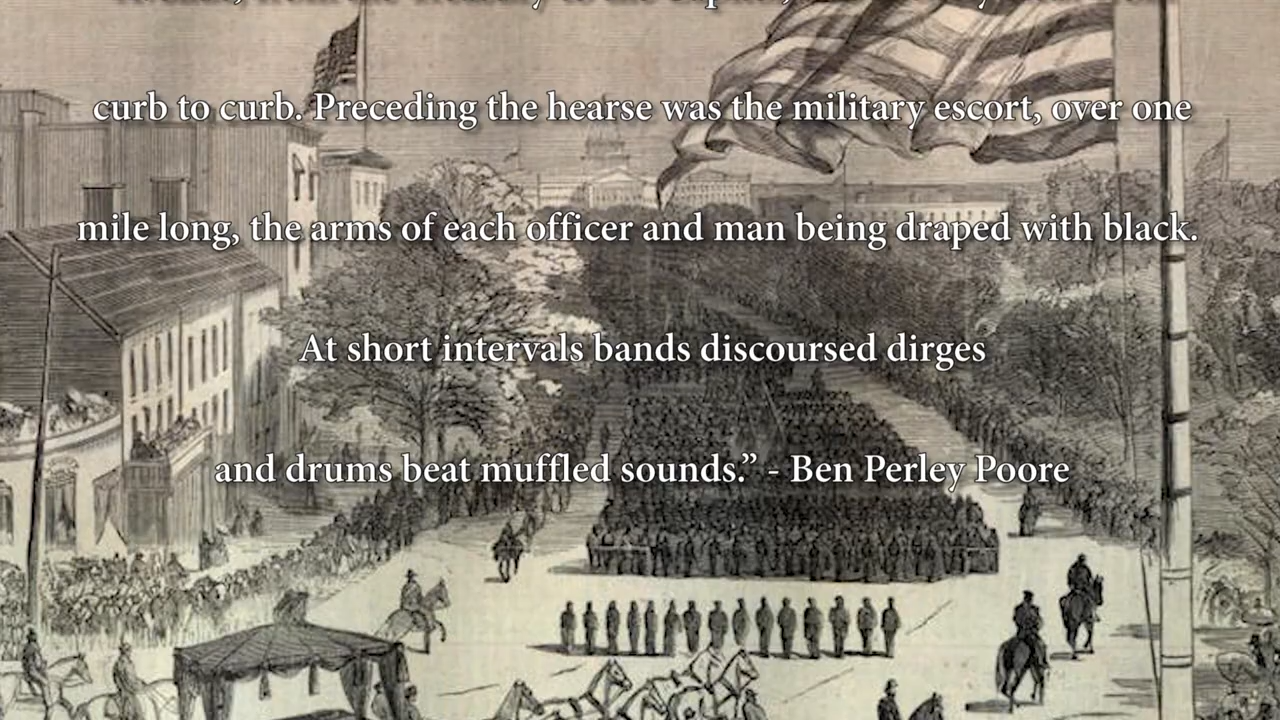 curb to curb. Preceding the hearse was the military escort, over one
mile long, the arms of each officer and man being draped with black.
At short intervals bands discoursed dirges
and drums beat muffled sounds.” - Ben Perley Poore